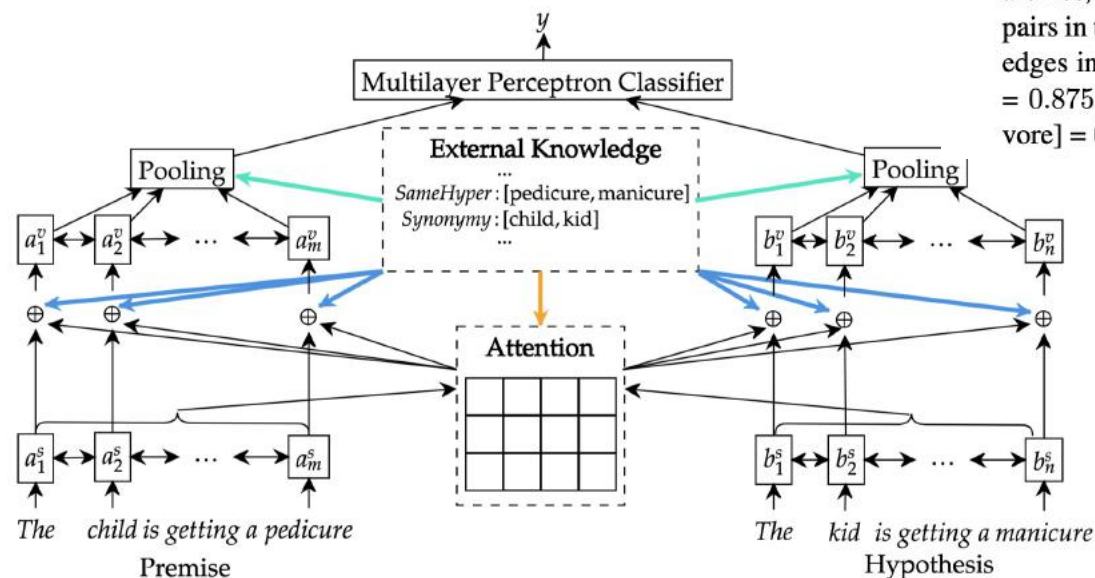 y
Multilayer Perceptron Classifier
pairs in t
edges in
= 0.875
vore] =
Pooling
External Knowledge
...
SameHyper: [pedicure, manicure]
Synonymy: [child, kid]
...
Pooling
a₁ᵛ a₂ᵛ ... aₘᵛ
b₁ᵛ b₂ᵛ ... bₙᵛ
⊕ ⊕ ⊕
⊕ ⊕ ⊕
Attention
a₁ˢ a₂ˢ ... aₘˢ
b₁ˢ b₂ˢ ... bₙˢ
The child is getting a pedicure
Premise
The kid is getting a manicure
Hypothesis